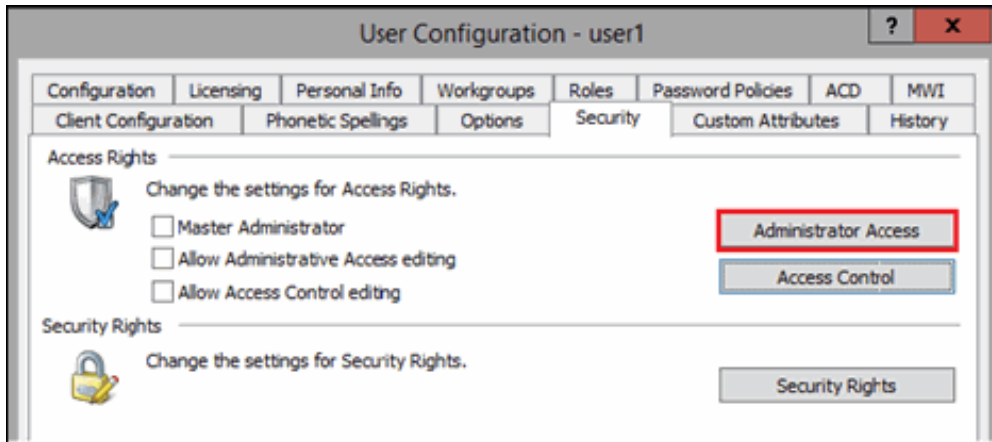 User Configuration - user1
? x
Configuration Licensing Personal Info Workgroups Roles Password Policies ACD MWI
Client Configuration Phonetic Spellings Options Security Custom Attributes History
Access Rights
Change the settings for Access Rights.
Master Administrator
Administrator Access
Allow Administrative Access editing
Access Control
Allow Access Control editing
Security Rights
Change the settings for Security Rights.
Security Rights